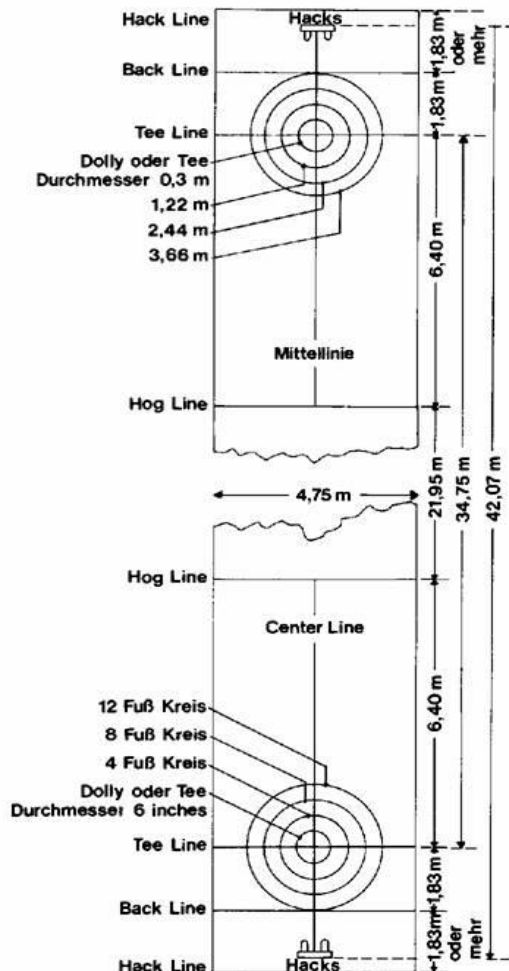 Hack Line
Hacks
Back Line
Tee Line
Dolly oder Tee
Durchmesser 0,3 m
1,22 m
2,44 m
3,66 m
Mittellinie
Hog Line
4,75 m
Hog Line
Center Line
12 Fuß Kreis
8 Fuß Kreis
4 Fuß Kreis
Dolly oder Tee
Durchmesser 6 inches
Tee Line
Back Line
Hack Line
Hacks
1,83 m
1,83 m
oder
mehr
6,40 m
21,95 m
34,75 m
42,07 m
6,40 m
1,83 m
1,83 m
oder
mehr